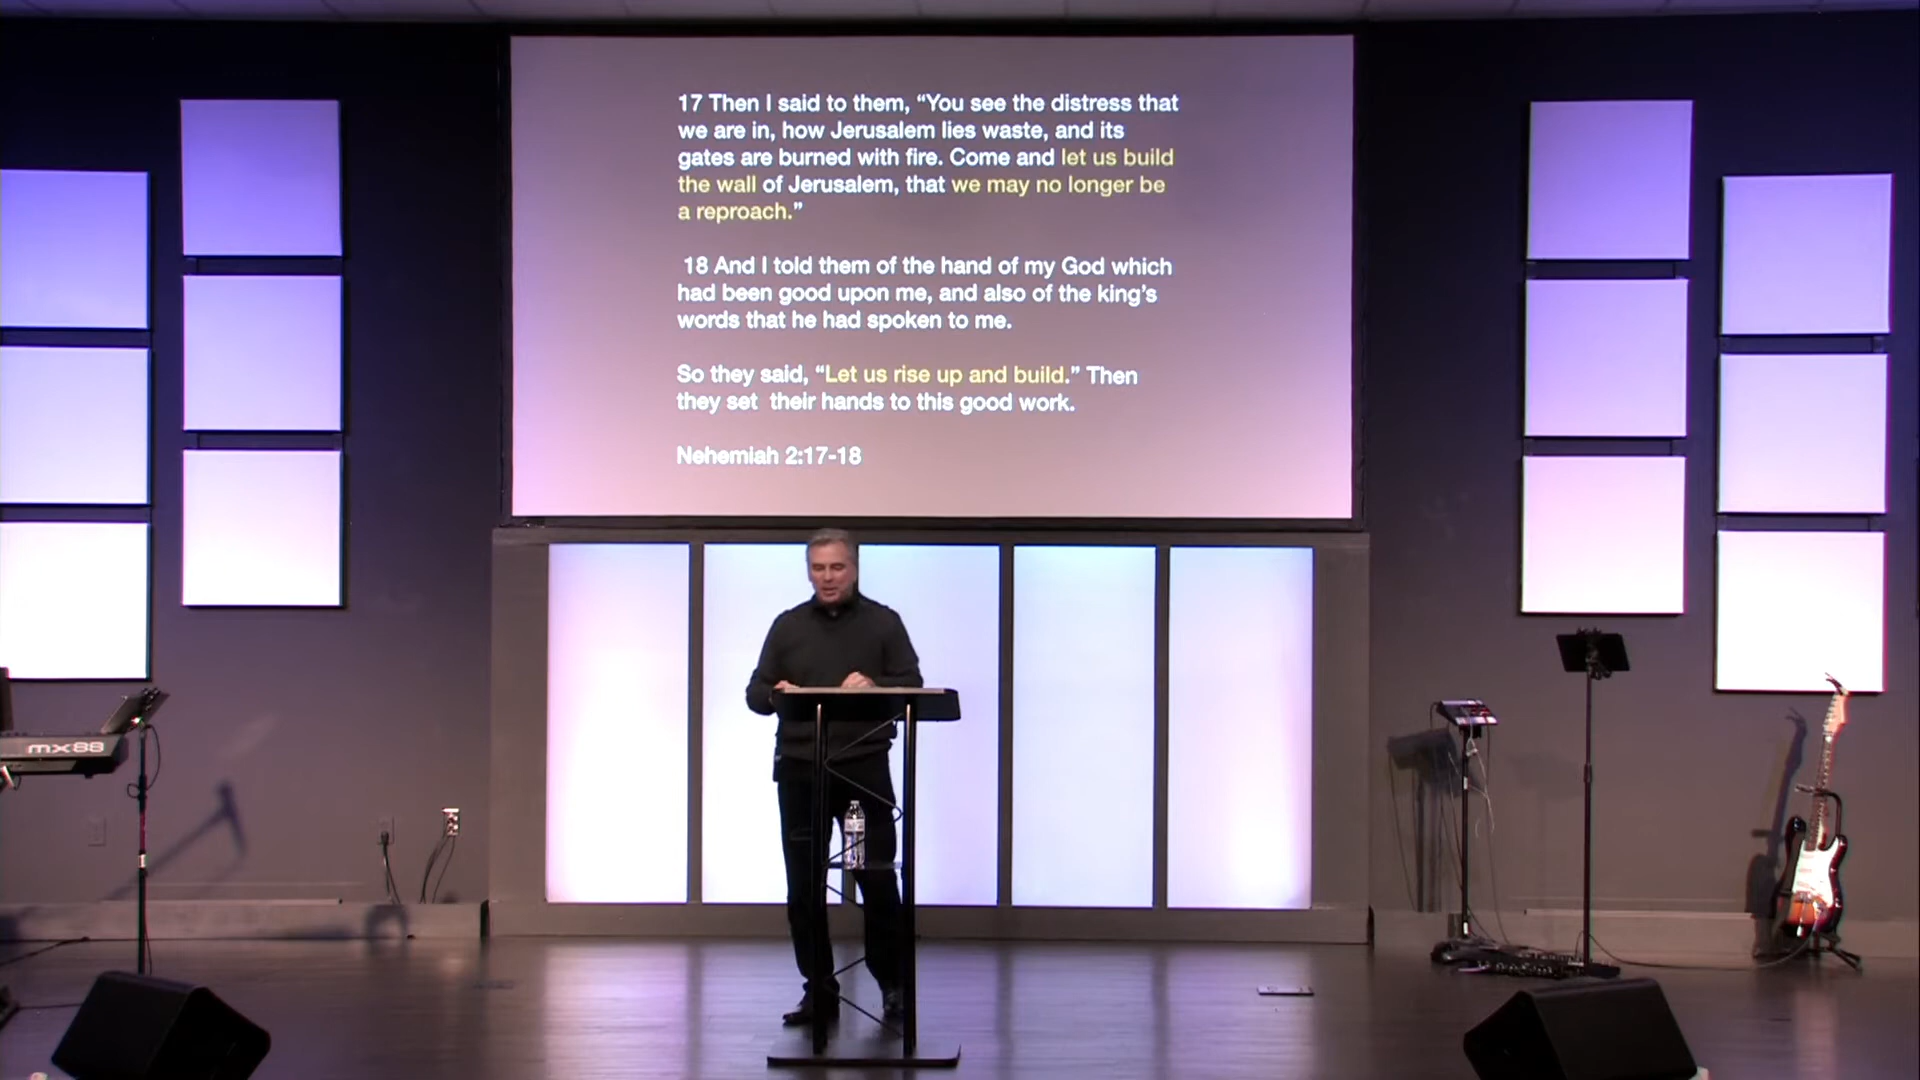 17 Then I said to them, “You see the distress that
we are in, how Jerusalem lies waste, and its
gates are burned with fire. Come and let us build
the wall of Jerusalem, that we may no longer be
a reproach.”
18 And I told them of the hand of my God which
had been good upon me, and also of the king’s
words that he had spoken to me.
So they said, “Let us rise up and build.” Then
they set  their hands to this good work.
Nehemiah 2:17-18
mx88